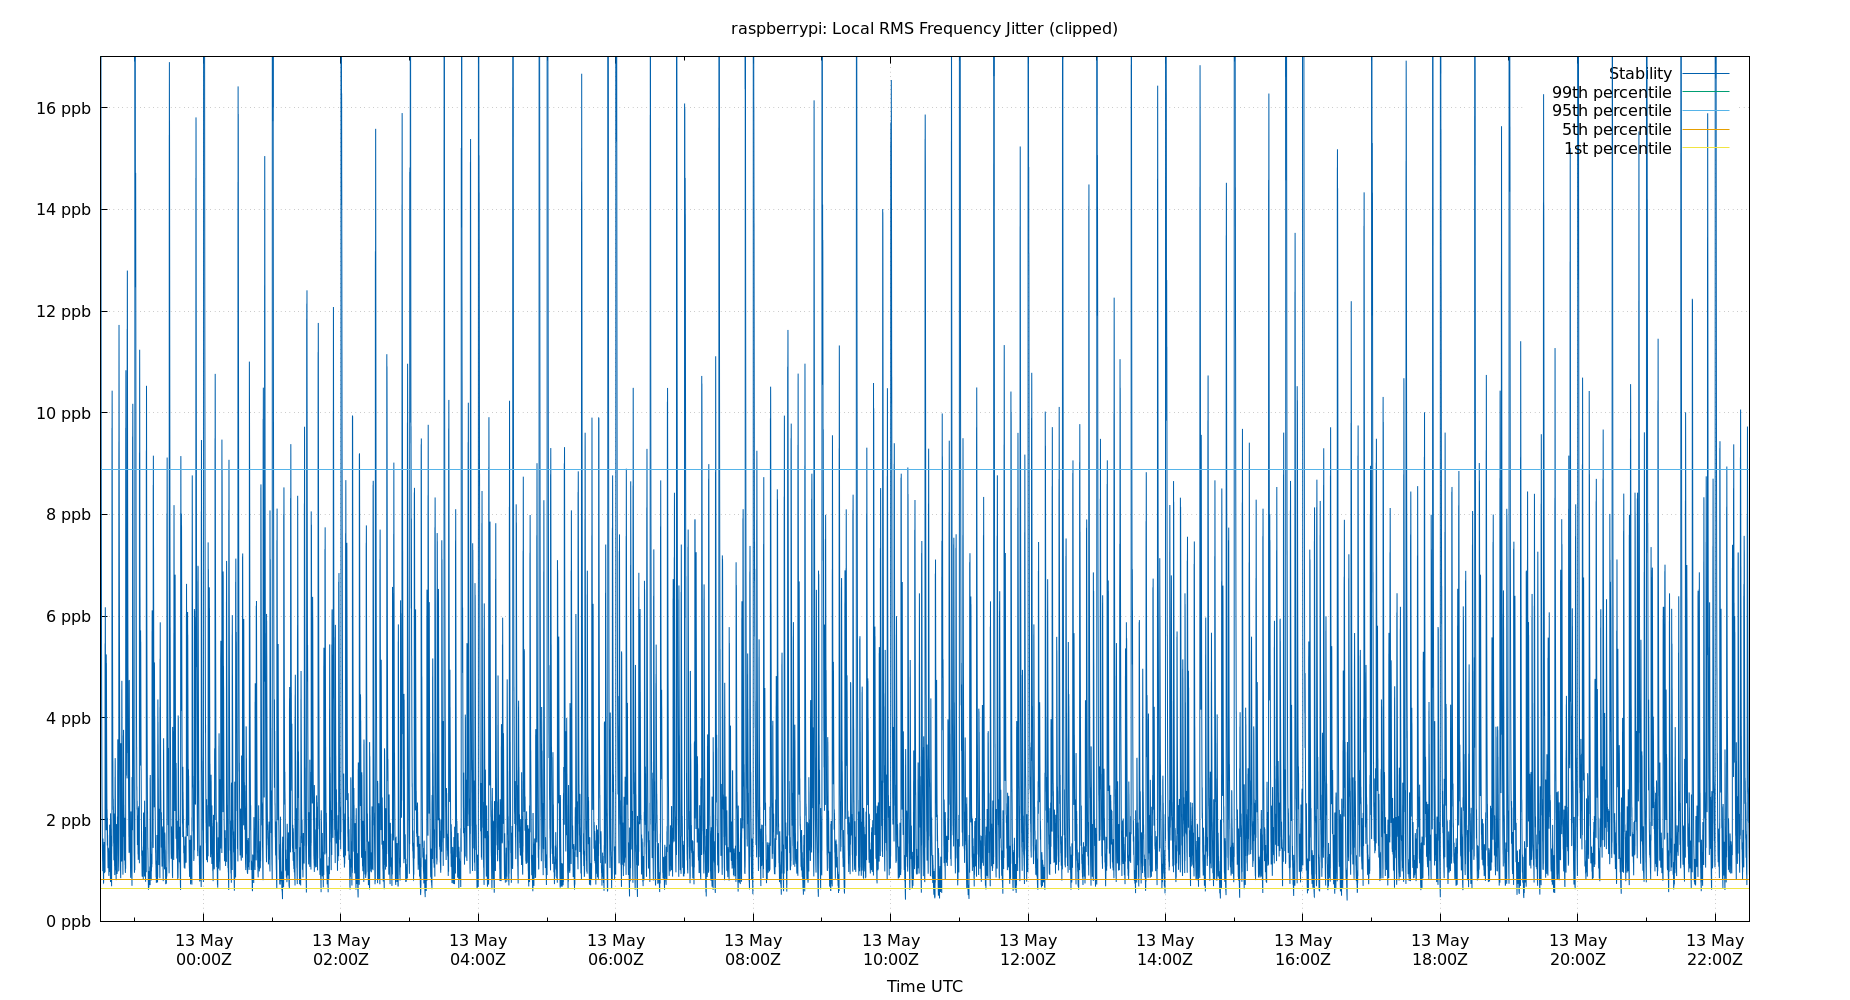 raspberrypi: Local RMS Frequency Jitter (clipped)
Stability
99th percentile
95th percentile
5th percentile
1st percentile
16 ppb
14 ppb
12 ppb
10 ppb
8 ppb
6 ppb
4 ppb
2 ppb
0 ppb
13 May 13 May 13 May 13 May 13 May 13 May 13 May 13 May 13 May 13 May 13 May 13 May
00:00Z 02:00Z 04:00Z 06:00Z 08:00Z 10:00Z 12:00Z 14:00Z 16:00Z 18:00Z 20:00Z 22:00Z
Time UTC